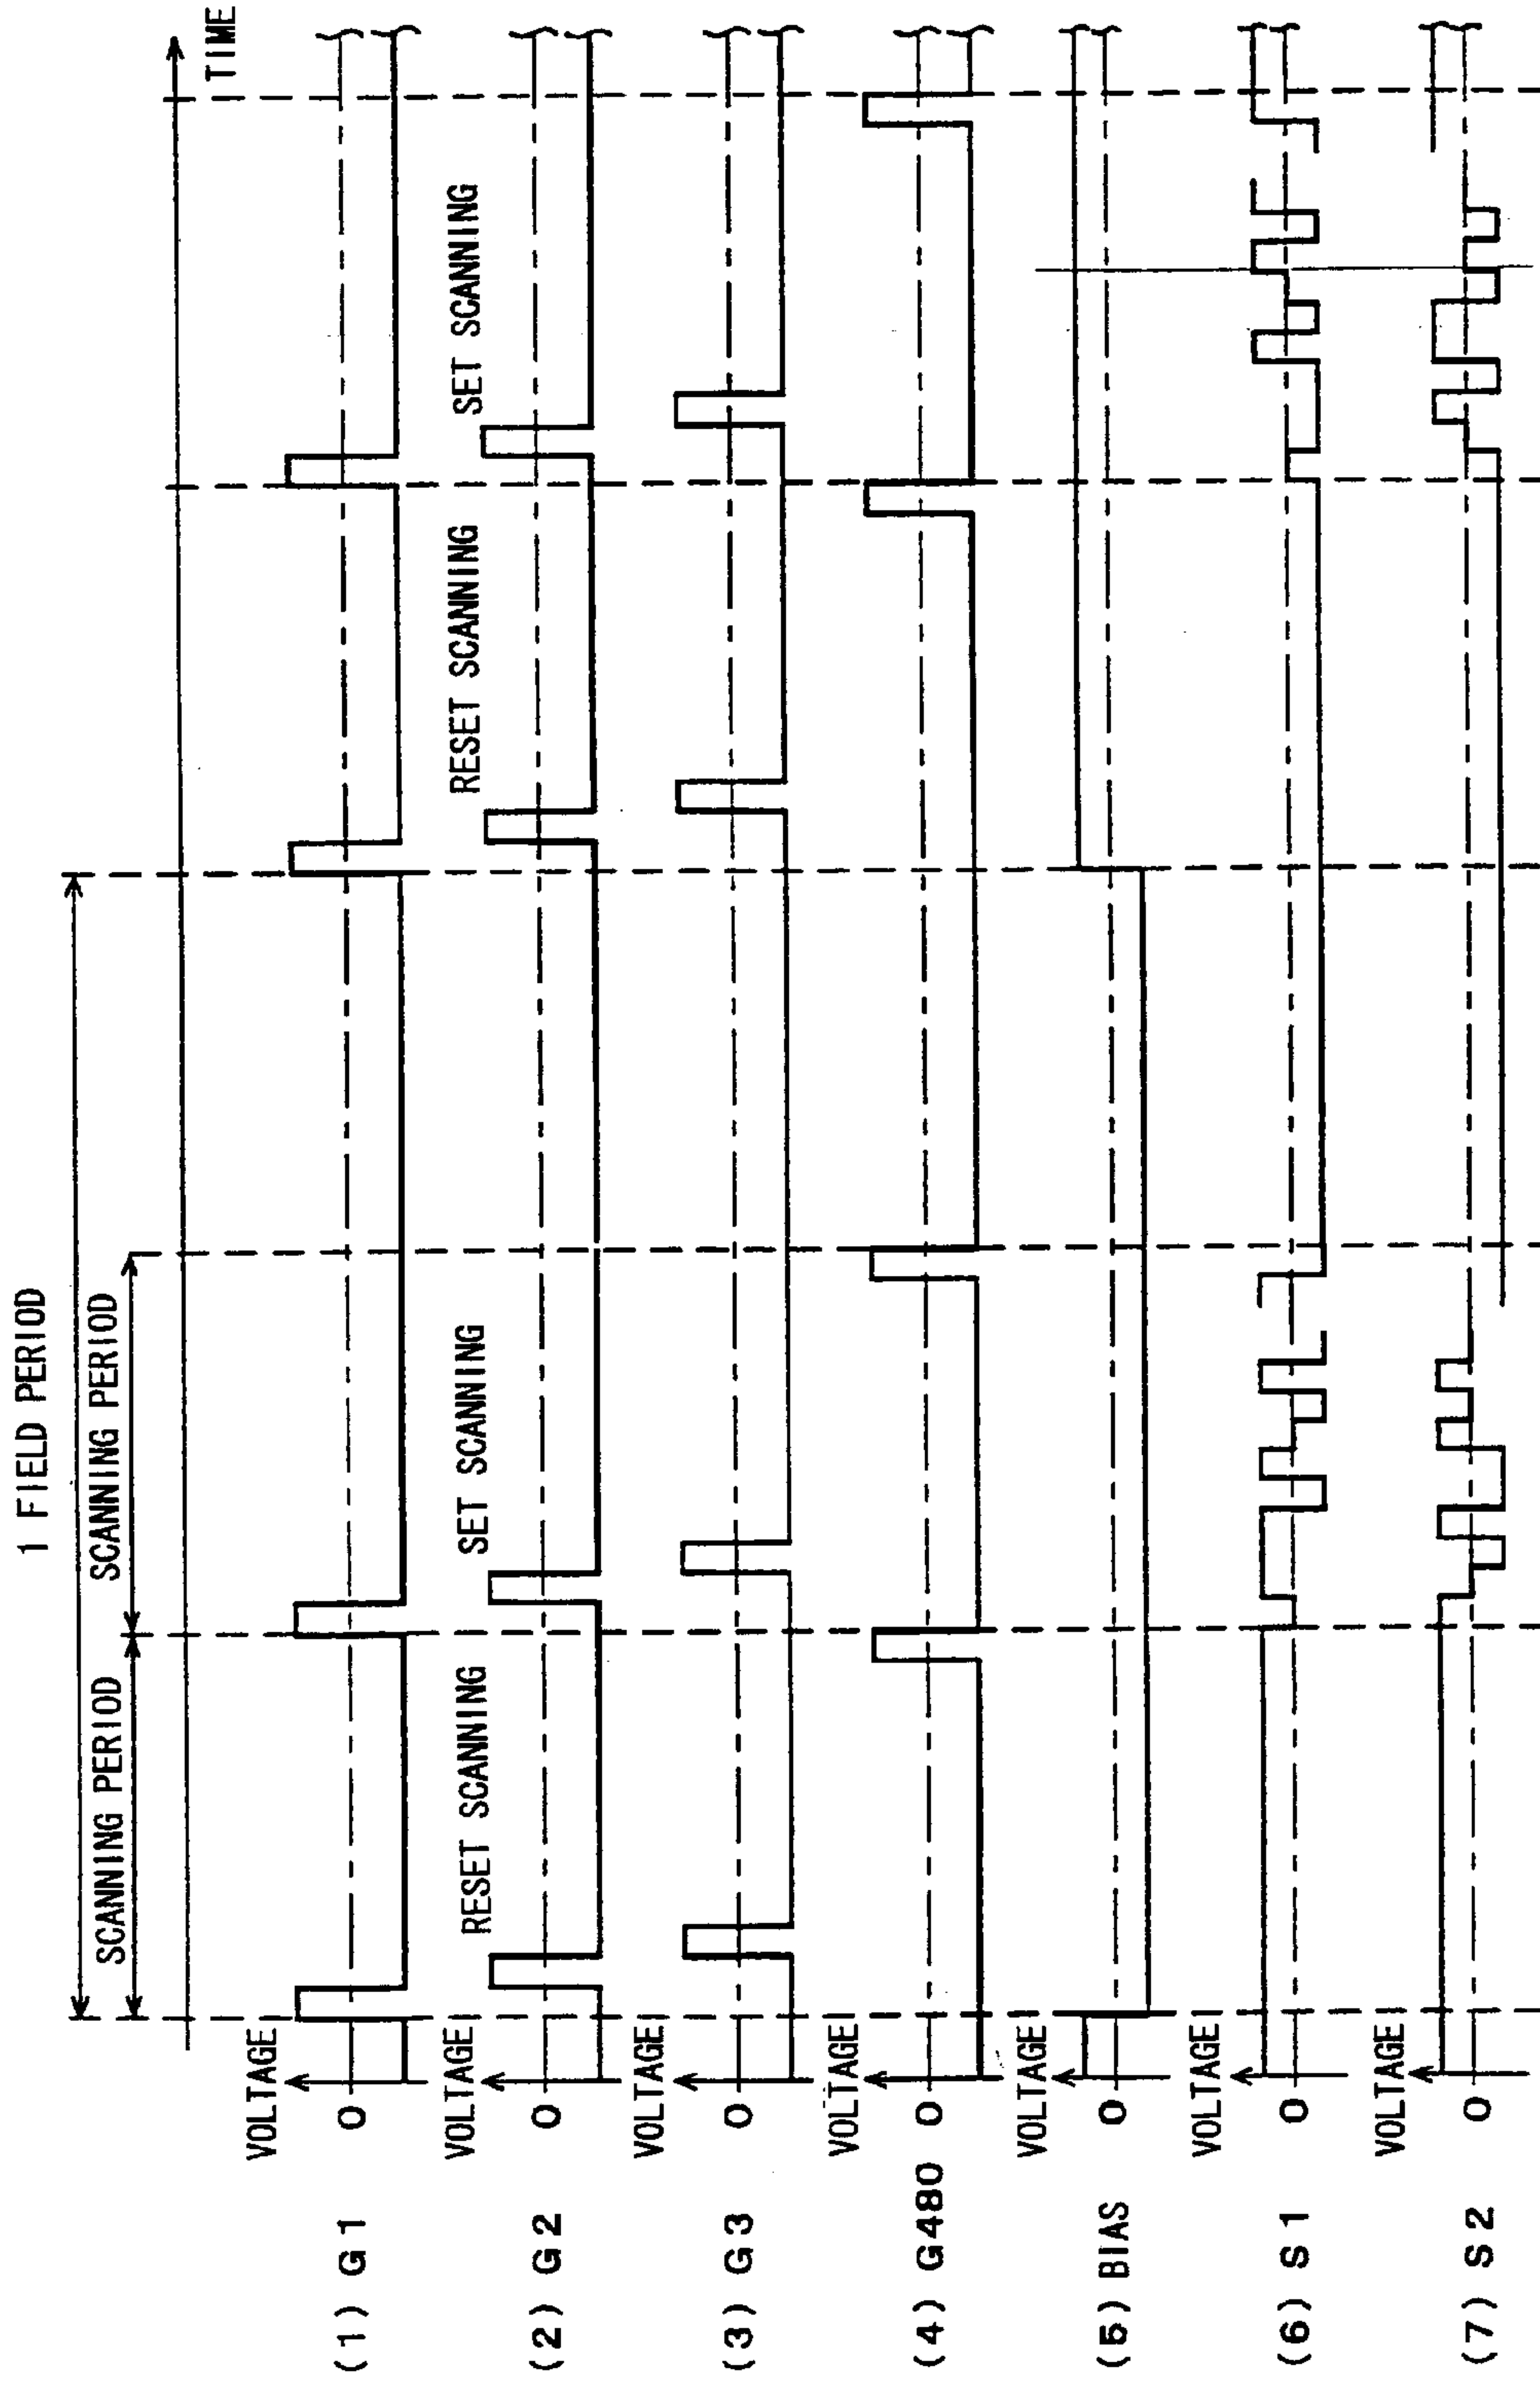 1 FIELD PERIOD
SCANNING PERIOD
SCANNING PERIOD
TIME
VOLTAGE
(1) G1
0
VOLTAGE
RESET SCANNING
SET SCANNING
RESET SCANNING
SET SCANNING
(2) G2
0
VOLTAGE
(3) G3
0
VOLTAGE
(4) G480
0
VOLTAGE
(5) BIAS
0
VOLTAGE
(6) S1
0
VOLTAGE
(7) S2
0